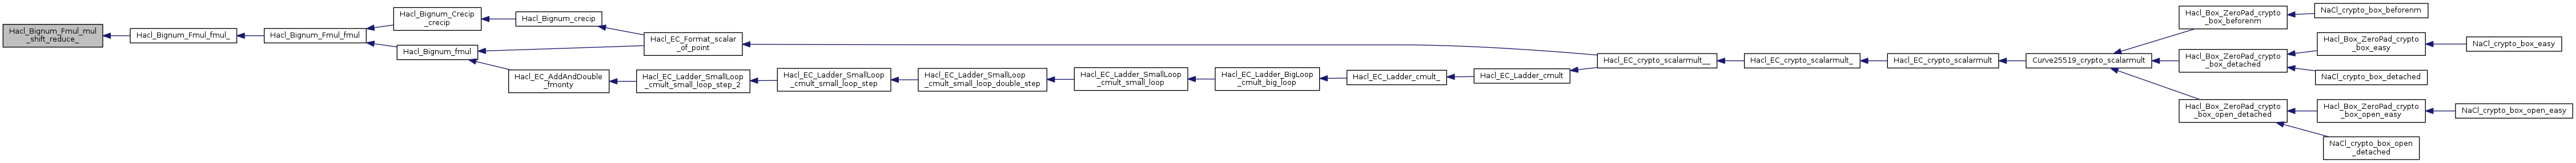 Hacl_Bignum_Fmul_mul
_shift_reduce_
Hacl_Bignum_Fmul_fmul_
Hacl_Bignum_Fmul_fmul
Hacl_Bignum_Crecip
_crecip
Hacl_Bignum_crecip
Hacl_Bignum_fmul
Hacl_EC_Format_scalar
_of_point
Hacl_EC_AddAndDouble
_fmonty
Hacl_EC_Ladder_SmallLoop
_cmult_small_loop_step_2
Hacl_EC_Ladder_SmallLoop
_cmult_small_loop_step
Hacl_EC_Ladder_SmallLoop
_cmult_small_loop_double_step
Hacl_EC_Ladder_SmallLoop
_cmult_small_loop
Hacl_EC_Ladder_BigLoop
_cmult_big_loop
Hacl_EC_Ladder_cmult_
Hacl_EC_Ladder_cmult
Hacl_EC_crypto_scalarmult__
Hacl_EC_crypto_scalarmult_
Hacl_EC_crypto_scalarmult
Curve25519_crypto_scalarmult
Hacl_Box_ZeroPad_crypto
_box_beforenm
NaCl_crypto_box_beforenm
Hacl_Box_ZeroPad_crypto
_box_detached
Hacl_Box_ZeroPad_crypto
_box_easy
NaCl_crypto_box_easy
NaCl_crypto_box_detached
Hacl_Box_ZeroPad_crypto
_box_open_detached
Hacl_Box_ZeroPad_crypto
_box_open_easy
NaCl_crypto_box_open_easy
NaCl_crypto_box_open
_detached